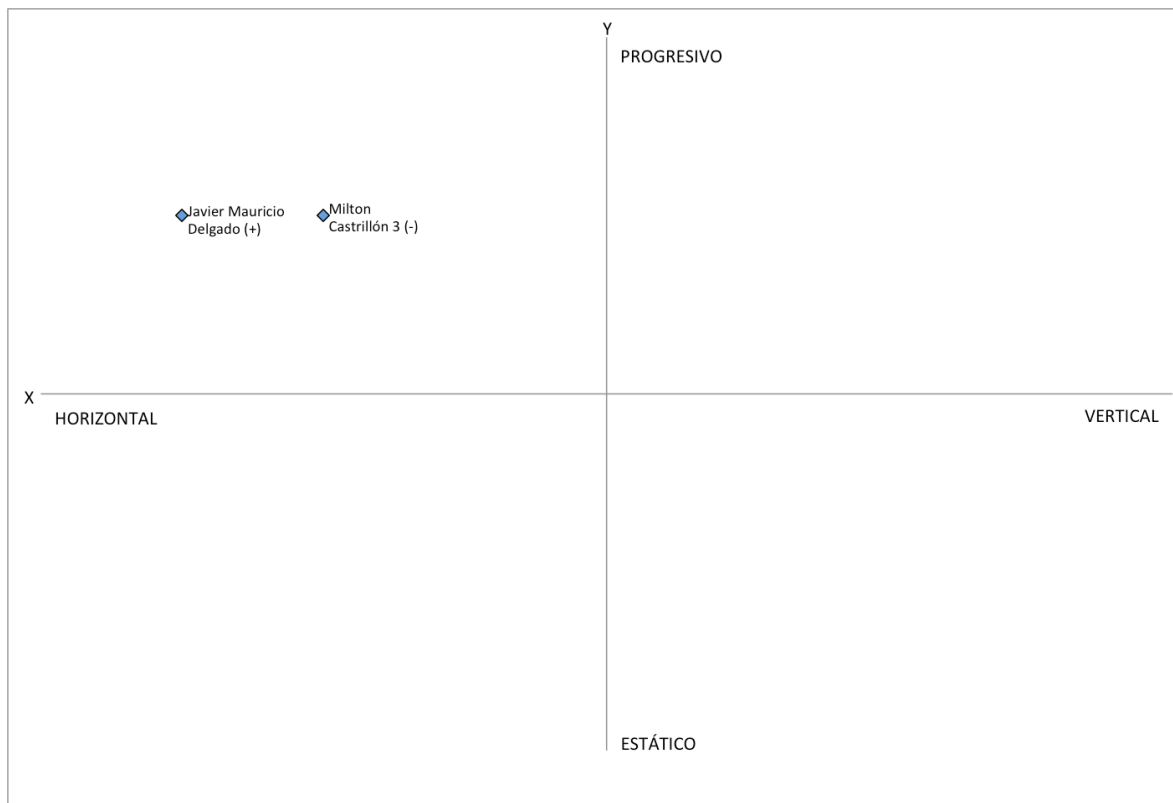 Y
PROGRESIVO
Javier Mauricio
Delgado (+)
Milton
Castrillón 3 (-)
X
HORIZONTAL
VERTICAL
ESTÁTICO